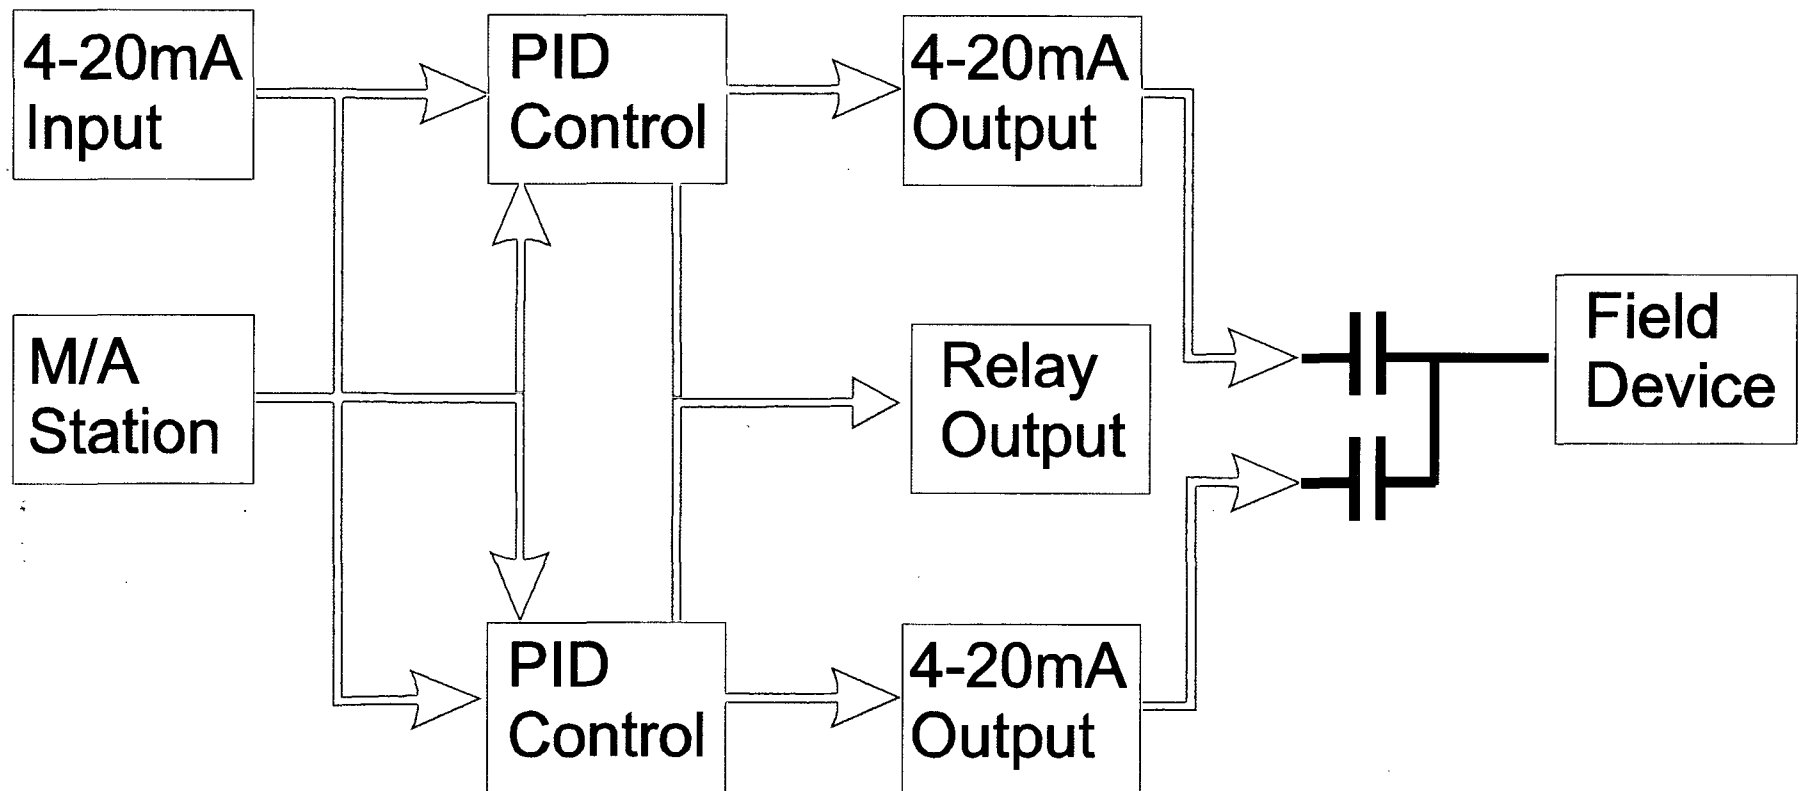 4-20mA
Input
PID
Control
4-20mA
Output
M/A
Station
Relay
Output
Field
Device
PID
Control
4-20mA
Output